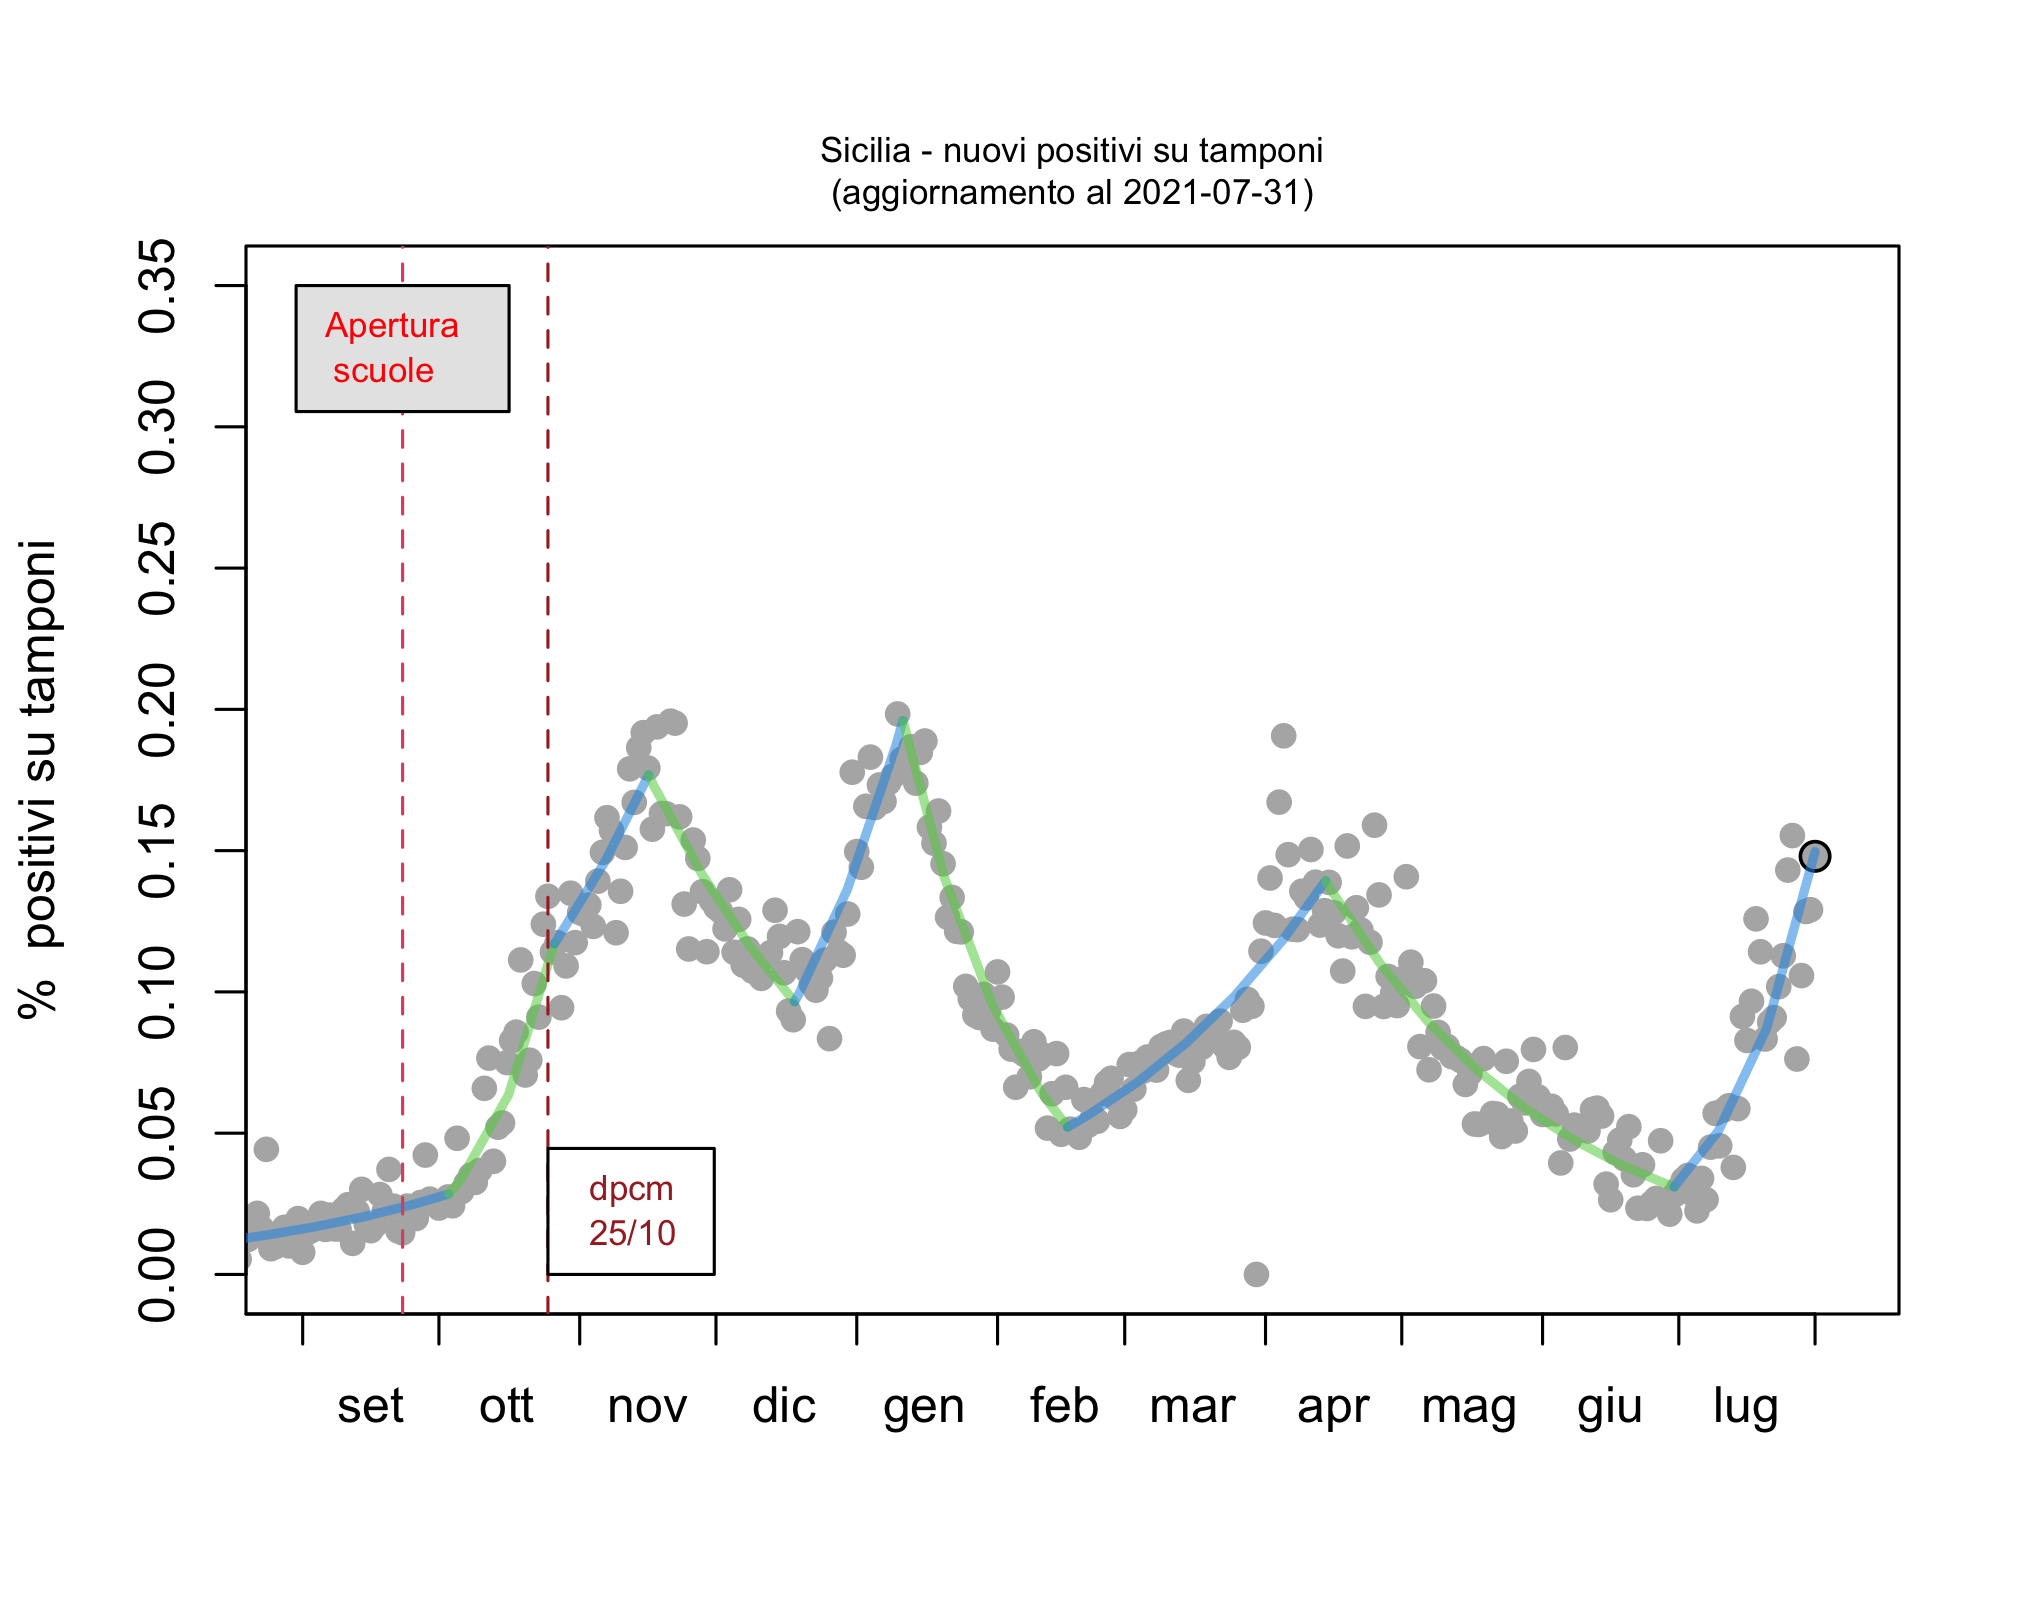 Sicilia - nuovi positivi su tamponi
(aggiornamento al 2021-07-31)
% positivi su tamponi
0.35
0.30
0.25
0.20
0.15
0.10
0.05
0.00
Apertura
scuole
dpcm
25/10
set ott nov dic gen feb mar apr mag giu lug